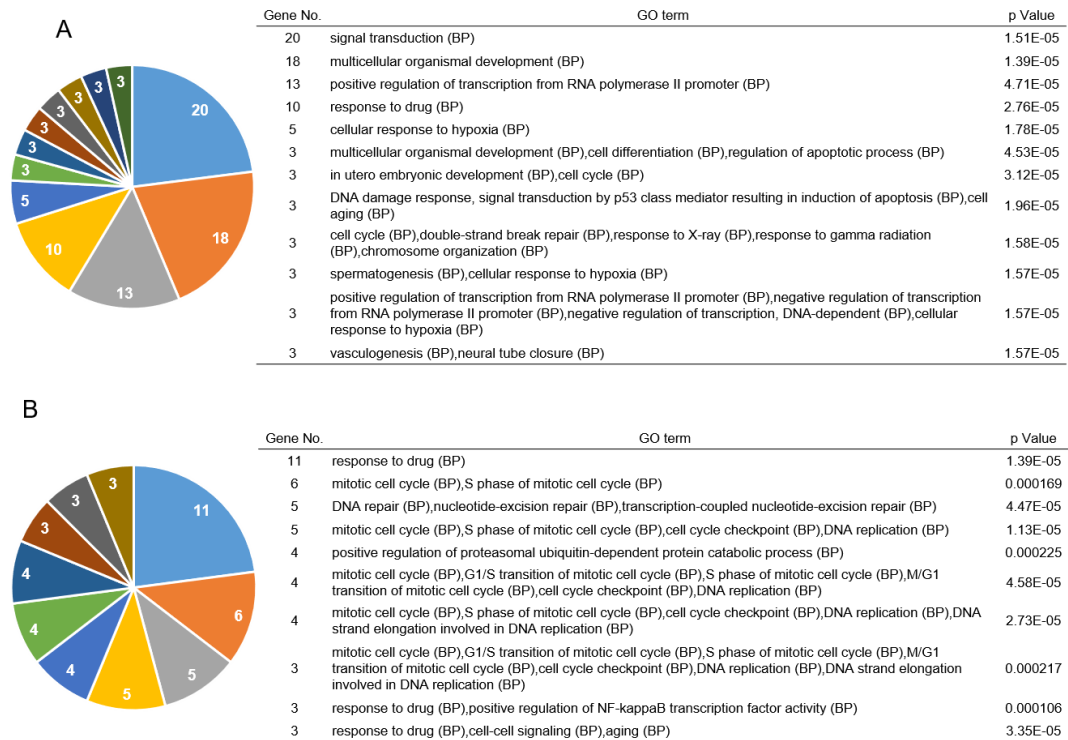 A
Gene No. GO term p Value
20 signal transduction (BP) 1.51E-05
18 multicellular organismal development (BP) 1.39E-05
13 positive regulation of transcription from RNA polymerase II promoter (BP) 4.71E-05
10 response to drug (BP) 2.76E-05
5 cellular response to hypoxia (BP) 1.78E-05
3 multicellular organismal development (BP),cell differentiation (BP),regulation of apoptotic process (BP) 4.53E-05
3 in utero embryonic development (BP),cell cycle (BP) 3.12E-05
3 DNA damage response, signal transduction by p53 class mediator resulting in induction of apoptosis (BP),cell 1.96E-05
aging (BP)
3 cell cycle (BP),double-strand break repair (BP),response to X-ray (BP),response to gamma radiation 1.58E-05
(BP),chromosome organization (BP)
3 spermatogenesis (BP),cellular response to hypoxia (BP) 1.57E-05
positive regulation of transcription from RNA polymerase II promoter (BP),negative regulation of transcription
3 from RNA polymerase II promoter (BP),negative regulation of transcription, DNA-dependent (BP),cellular 1.57E-05
response to hypoxia (BP)
3 vasculogenesis (BP),neural tube closure (BP) 1.57E-05
20
18
13
10
5
3
3
3
3
3
3
3
B
Gene No. GO term p Value
11 response to drug (BP) 1.39E-05
6 mitotic cell cycle (BP),S phase of mitotic cell cycle (BP) 0.000169
5 DNA repair (BP),nucleotide-excision repair (BP),transcription-coupled nucleotide-excision repair (BP) 4.47E-05
5 mitotic cell cycle (BP),S phase of mitotic cell cycle (BP),cell cycle checkpoint (BP),DNA replication (BP) 1.13E-05
4 positive regulation of proteasomal ubiquitin-dependent protein catabolic process (BP) 0.000225
4 mitotic cell cycle (BP),G1/S transition of mitotic cell cycle (BP),S phase of mitotic cell cycle (BP),M/G1 4.58E-05
transition of mitotic cell cycle (BP),cell cycle checkpoint (BP),DNA replication (BP)
4 mitotic cell cycle (BP),S phase of mitotic cell cycle (BP),cell cycle checkpoint (BP),DNA replication (BP),DNA 2.73E-05
strand elongation involved in DNA replication (BP)
mitotic cell cycle (BP),G1/S transition of mitotic cell cycle (BP),S phase of mitotic cell cycle (BP),M/G1
3 transition of mitotic cell cycle (BP),cell cycle checkpoint (BP),DNA replication (BP),DNA strand elongation 0.000217
involved in DNA replication (BP)
3 response to drug (BP),positive regulation of NF-kappaB transcription factor activity (BP) 0.000106
3 response to drug (BP),cell-cell signaling (BP),aging (BP) 3.35E-05
11
6
5
5
4
4
4
3
3
3